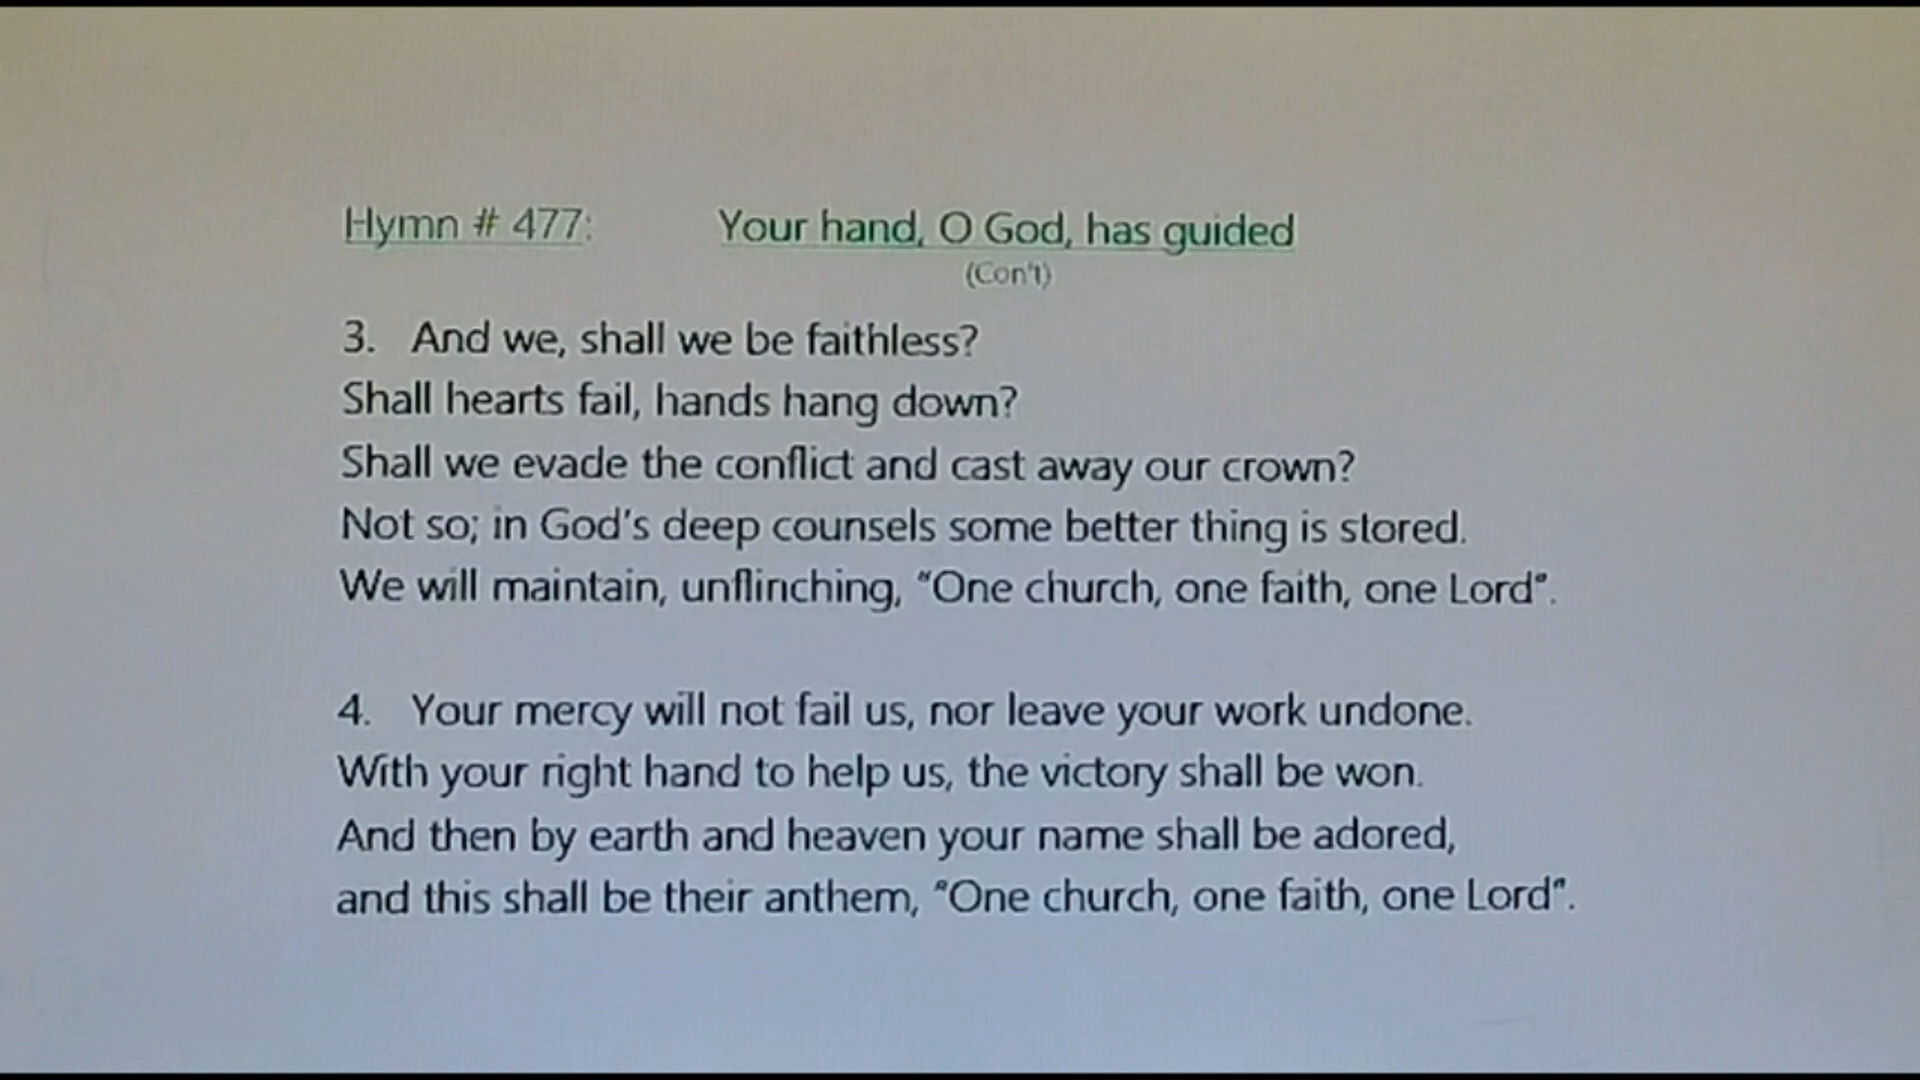 Hymn # 477: Your hand, O God, has guided
(Con't)
3. And we, shall we be faithless?
Shall hearts fail, hands hang down?
Shall we evade the conflict and cast away our crown?
Not so; in God's deep counsels some better thing is stored.
We will maintain, unflinching, "One church, one faith, one Lord".
4. Your mercy will not fail us, nor leave your work undone.
With your right hand to help us, the victory shall be won.
And then by earth and heaven your name shall be adored,
and this shall be their anthem, "One church, one faith, one Lord".